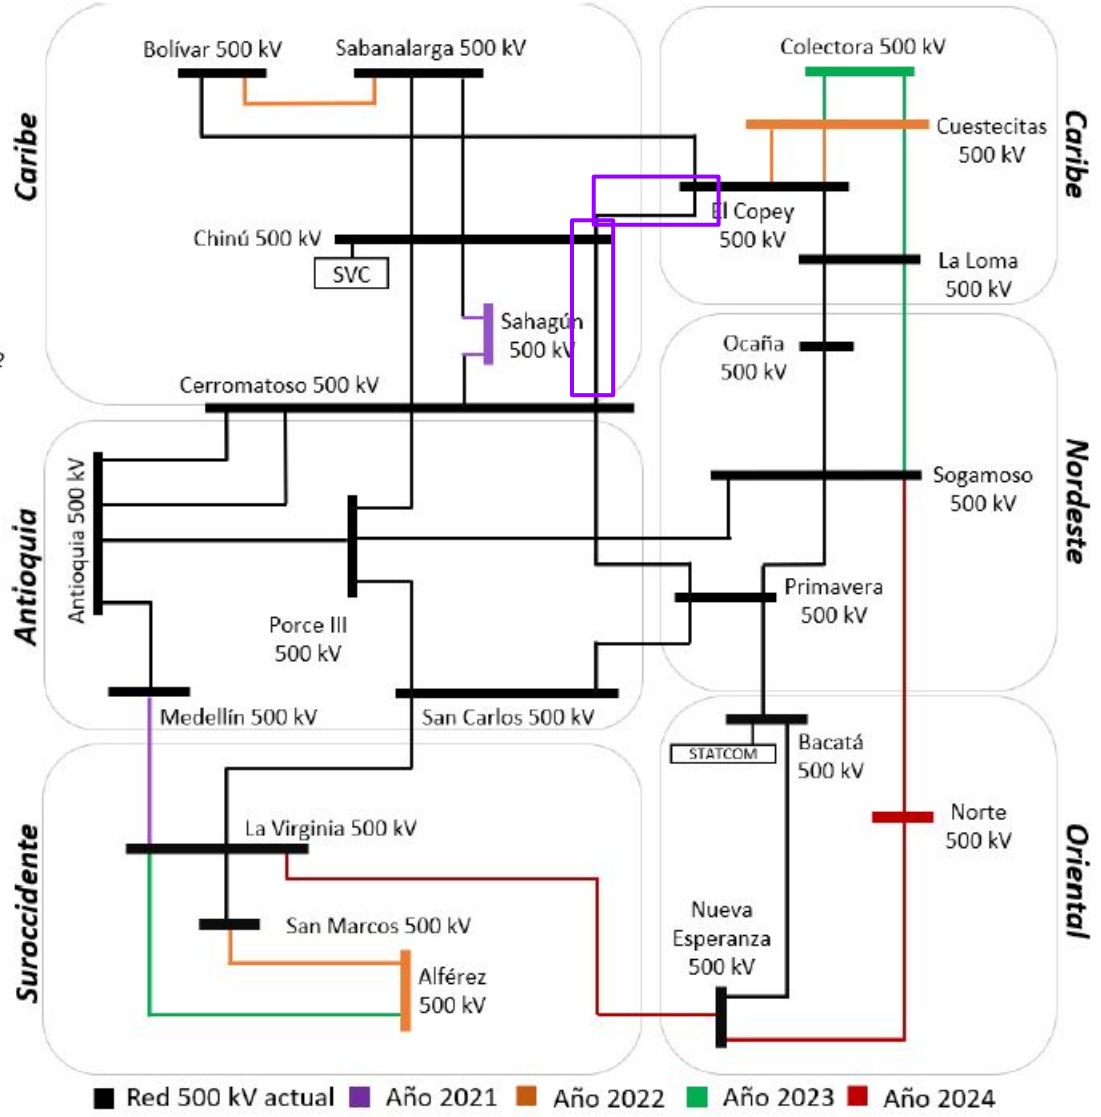 Bolívar 500 kV
Sabanalarga 500 kV
Colectora 500 kV
Caribe
Caribe
Cuestecitas
500 kV
El Copey
500 kV
Chinú 500 kV
SVC
La Loma
500 kV
Sahagún
500 kV
Ocaña
500 kV
?
Cerromatoso 500 kV
Antioquia
Antioquia 500 kV
Nordeste
Sogamoso
500 kV
Primavera
500 kV
Porce III
500 kV
Medellín 500 kV
San Carlos 500 kV
Bacatá
500 kV
STATCOM
Suroccidente
La Virginia 500 kV
Norte
500 kV
Oriental
San Marcos 500 kV
Nueva
Esperanza
500 kV
Alférez
500 kV
Red 500 kV actual
Año 2021
Año 2022
Año 2023
Año 2024